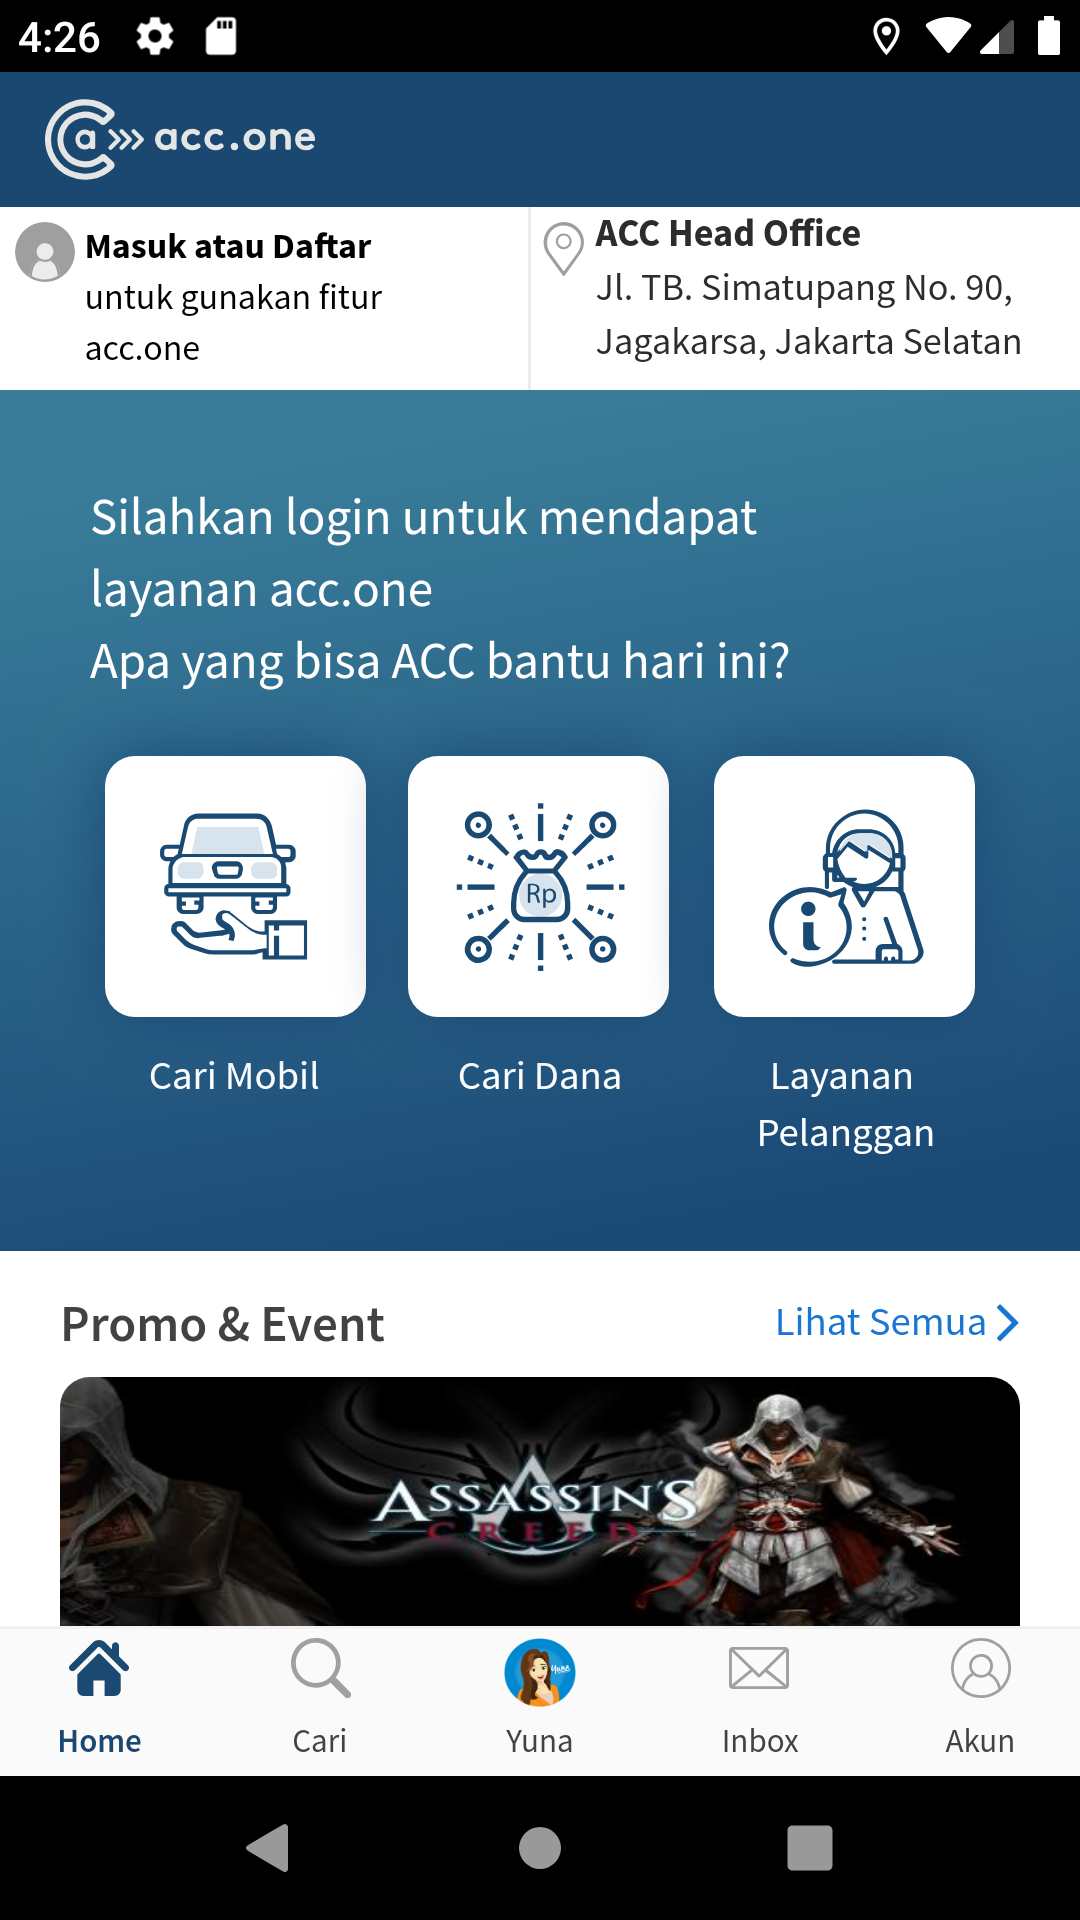 4:26
acc.one
Masuk atau Daftar
untuk gunakan fitur
acc.one
ACC Head Office
Jl. TB. Simatupang No. 90,
Jagakarsa, Jakarta Selatan
Silahkan login untuk mendapat
layanan acc.one
Apa yang bisa ACC bantu hari ini?
Rp
Cari Mobil
Cari Dana
Layanan
Pelanggan
Promo & Event
Lihat Semua
ASSASSIN'S
CREED
Yuna
Home
Cari
Yuna
Inbox
Akun